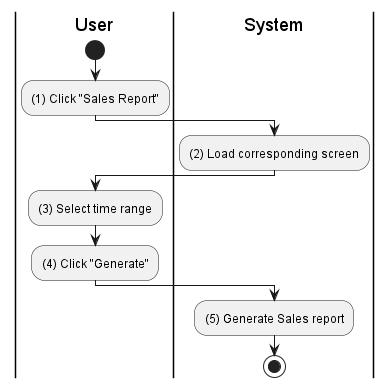 User
System
(1) Click "Sales Report"
(2) Load corresponding screen
(3) Select time range
(4) Click "Generate"
(5) Generate Sales report